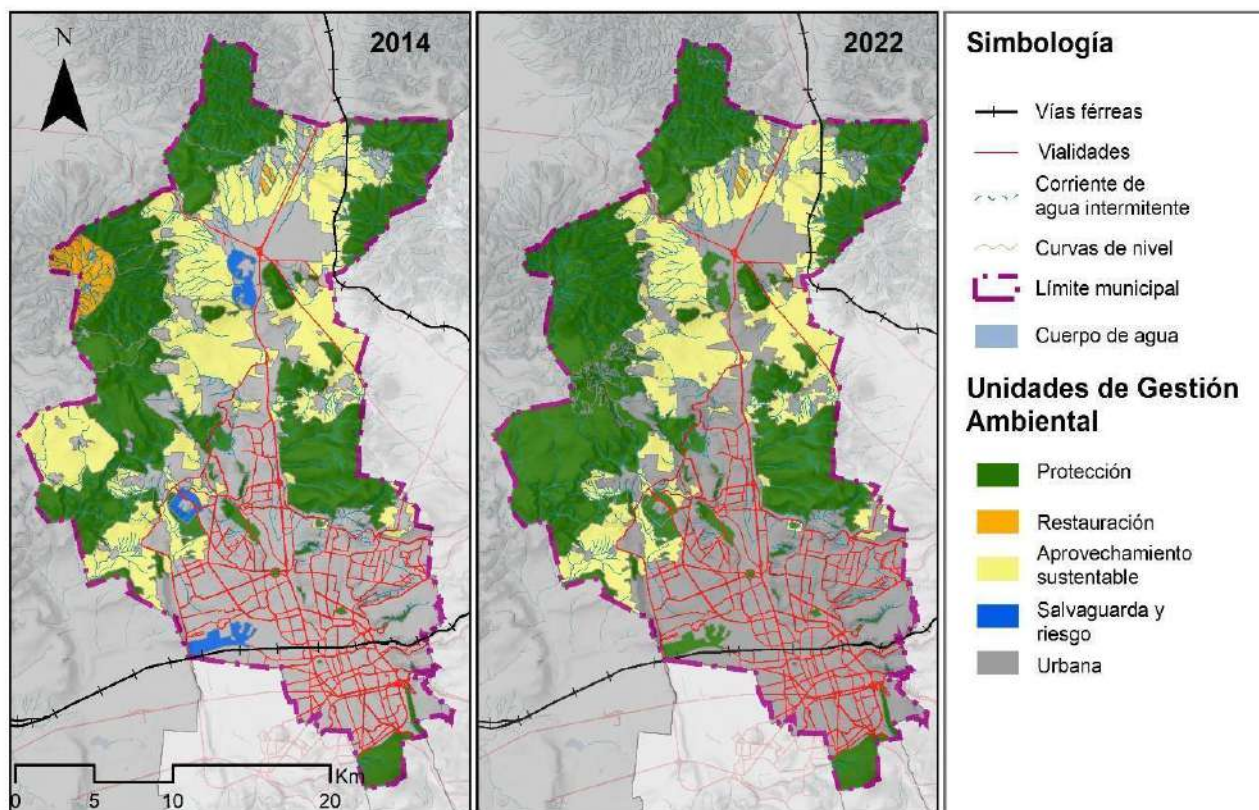 N
2014
0
5
10
20
Km
2022
Simbología
Vías férreas
Vialidades
Corriente de
agua intermitente
Curvas de nivel
Límite municipal
Cuerpo de agua
Unidades de Gestión
Ambiental
Protección
Restauración
Aprovechamiento
sustentable
Salvaguarda y
riesgo
Urbana